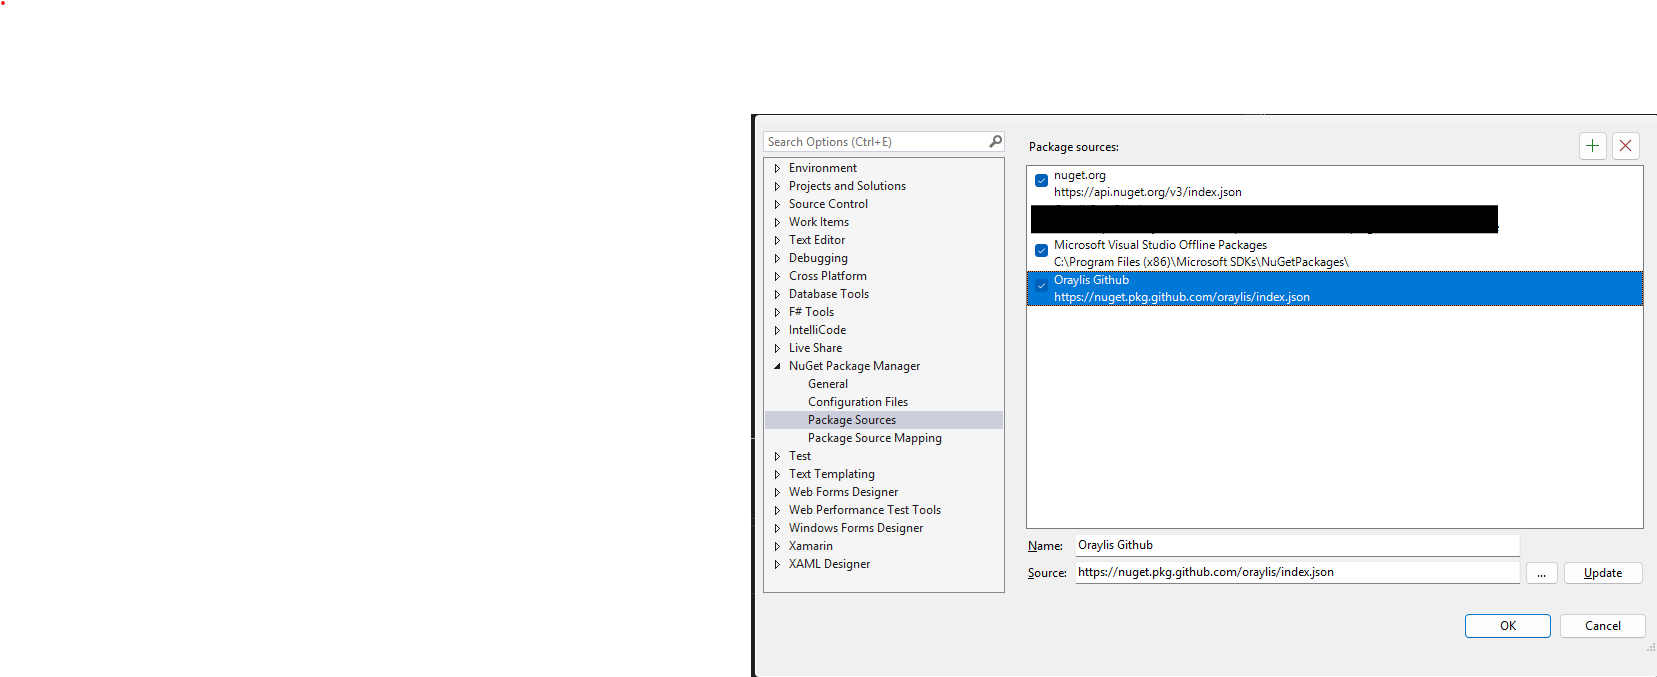 Search Options (Ctrl+E)
Environment
Projects and Solutions
Source Control
Work Items
Text Editor
Debugging
Cross Platform
Database Tools
F# Tools
IntelliCode
Live Share
NuGet Package Manager
General
Configuration Files
Package Sources
Package Source Mapping
Test
Text Templating
Web Forms Designer
Web Performance Test Tools
Windows Forms Designer
Xamarin
XAML Designer
Package sources:
nuget.org
https://api.nuget.org/v3/index.json
Microsoft Visual Studio Offline Packages
C:\Program Files (x86)\Microsoft SDKs\NuGetPackages\
Oraylis Github
https://nuget.pkg.github.com/oraylis/index.json
Name: Oraylis Github
Source: https://nuget.pkg.github.com/oraylis/index.json ... Update
OK Cancel